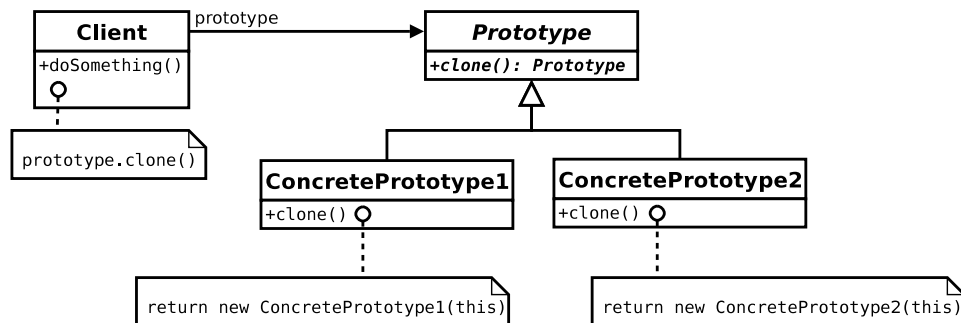 Client
prototype
Prototype
+doSomething()
+clone(): Prototype
prototype.clone()
ConcretePrototype1
ConcretePrototype2
+clone()
+clone()
return new ConcretePrototype1(this)
return new ConcretePrototype2(this)